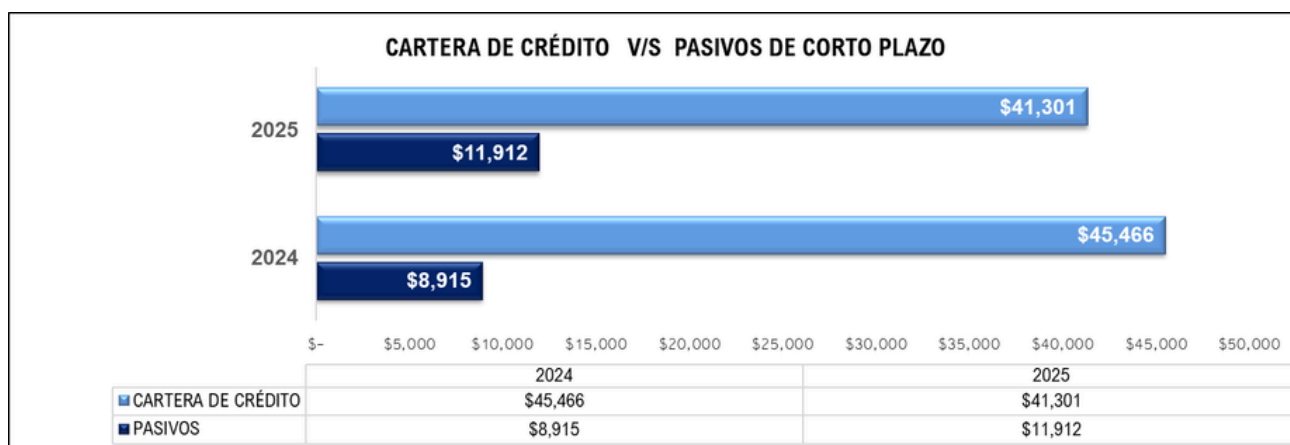 CARTERA DE CRÉDITO V/S PASIVOS DE CORTO PLAZO
2025
$41,301
$11,912
2024
$45,466
$8,915
$- $5,000 $10,000 $15,000 $20,000 $25,000 $30,000 $35,000 $40,000 $45,000 $50,000
2024 2025
CARTERA DE CRÉDITO $45,466 $41,301
PASIVOS $8,915 $11,912